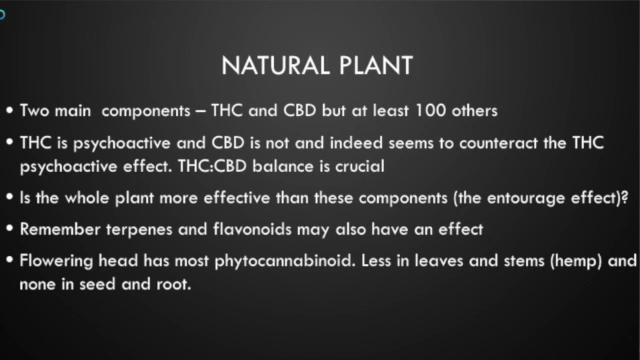 NATURAL PLANT
• Two main components – THC and CBD but at least 100 others
• THC is psychoactive and CBD is not and indeed seems to counteract the THC
psychoactive effect. THC:CBD balance is crucial
• Is the whole plant more effective than these components (the entourage effect)?
• Remember terpenes and flavonoids may also have an effect
• Flowering head has most phytocannabinoid. Less in leaves and stems (hemp) and
none in seed and root.